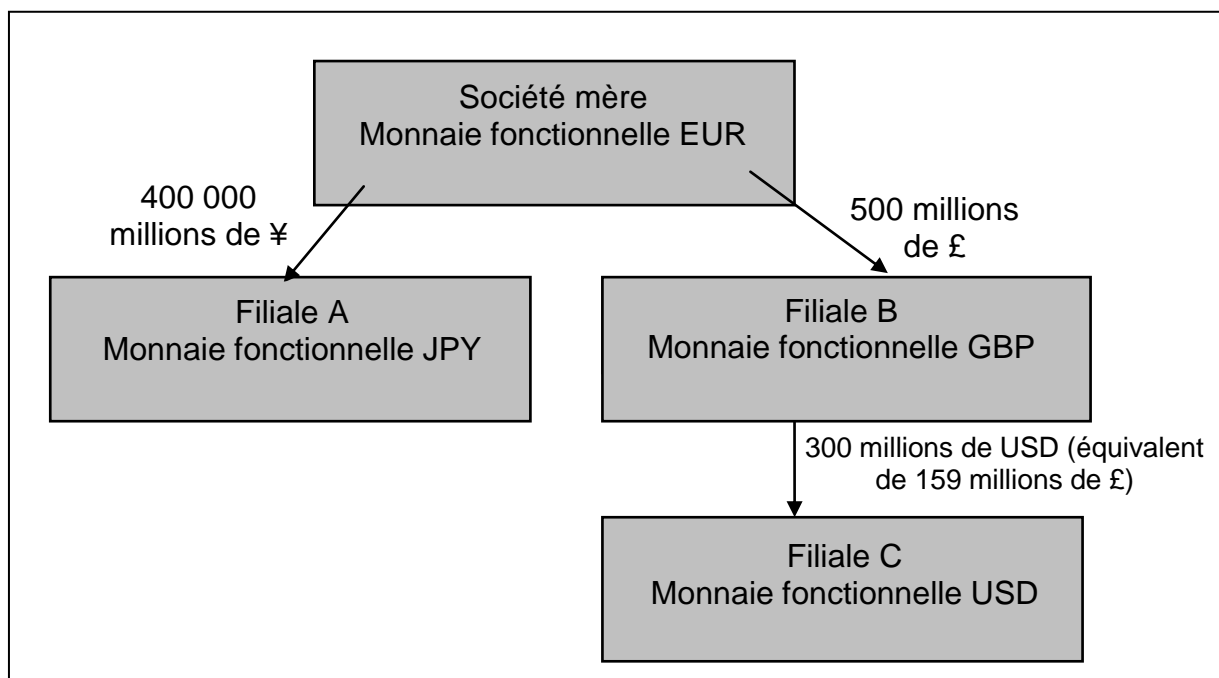 Société mère
Monnaie fonctionnelle EUR
400 000
millions de ¥
500 millions
de £
Filiale A
Monnaie fonctionnelle JPY
Filiale B
Monnaie fonctionnelle GBP
300 millions de USD (équivalent
de 159 millions de £)
Filiale C
Monnaie fonctionnelle USD